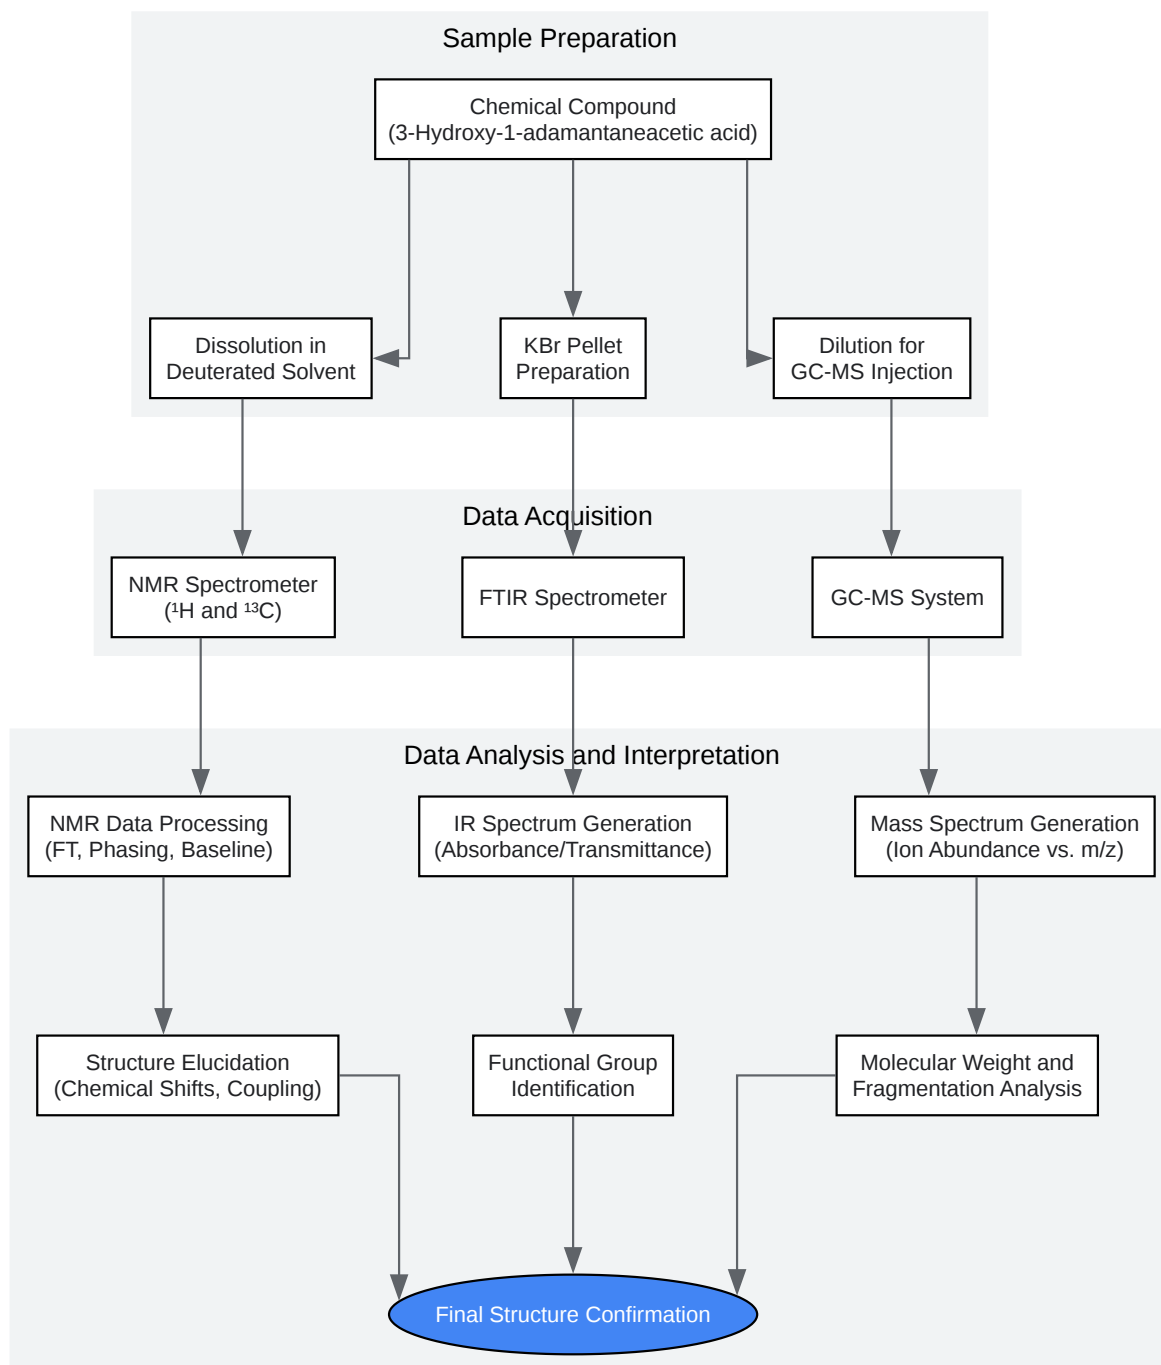 Sample Preparation
Chemical Compound
(3-Hydroxy-1-adamantaneacetic acid)
Dissolution in
Deuterated Solvent
KBr Pellet
Preparation
Dilution for
GC-MS Injection
Data Acquisition
NMR Spectrometer
(¹H and ¹³C)
FTIR Spectrometer
GC-MS System
Data Analysis and Interpretation
NMR Data Processing
(FT, Phasing, Baseline)
IR Spectrum Generation
(Absorbance/Transmittance)
Mass Spectrum Generation
(Ion Abundance vs. m/z)
Structure Elucidation
(Chemical Shifts, Coupling)
Functional Group
Identification
Molecular Weight and
Fragmentation Analysis
Final Structure Confirmation